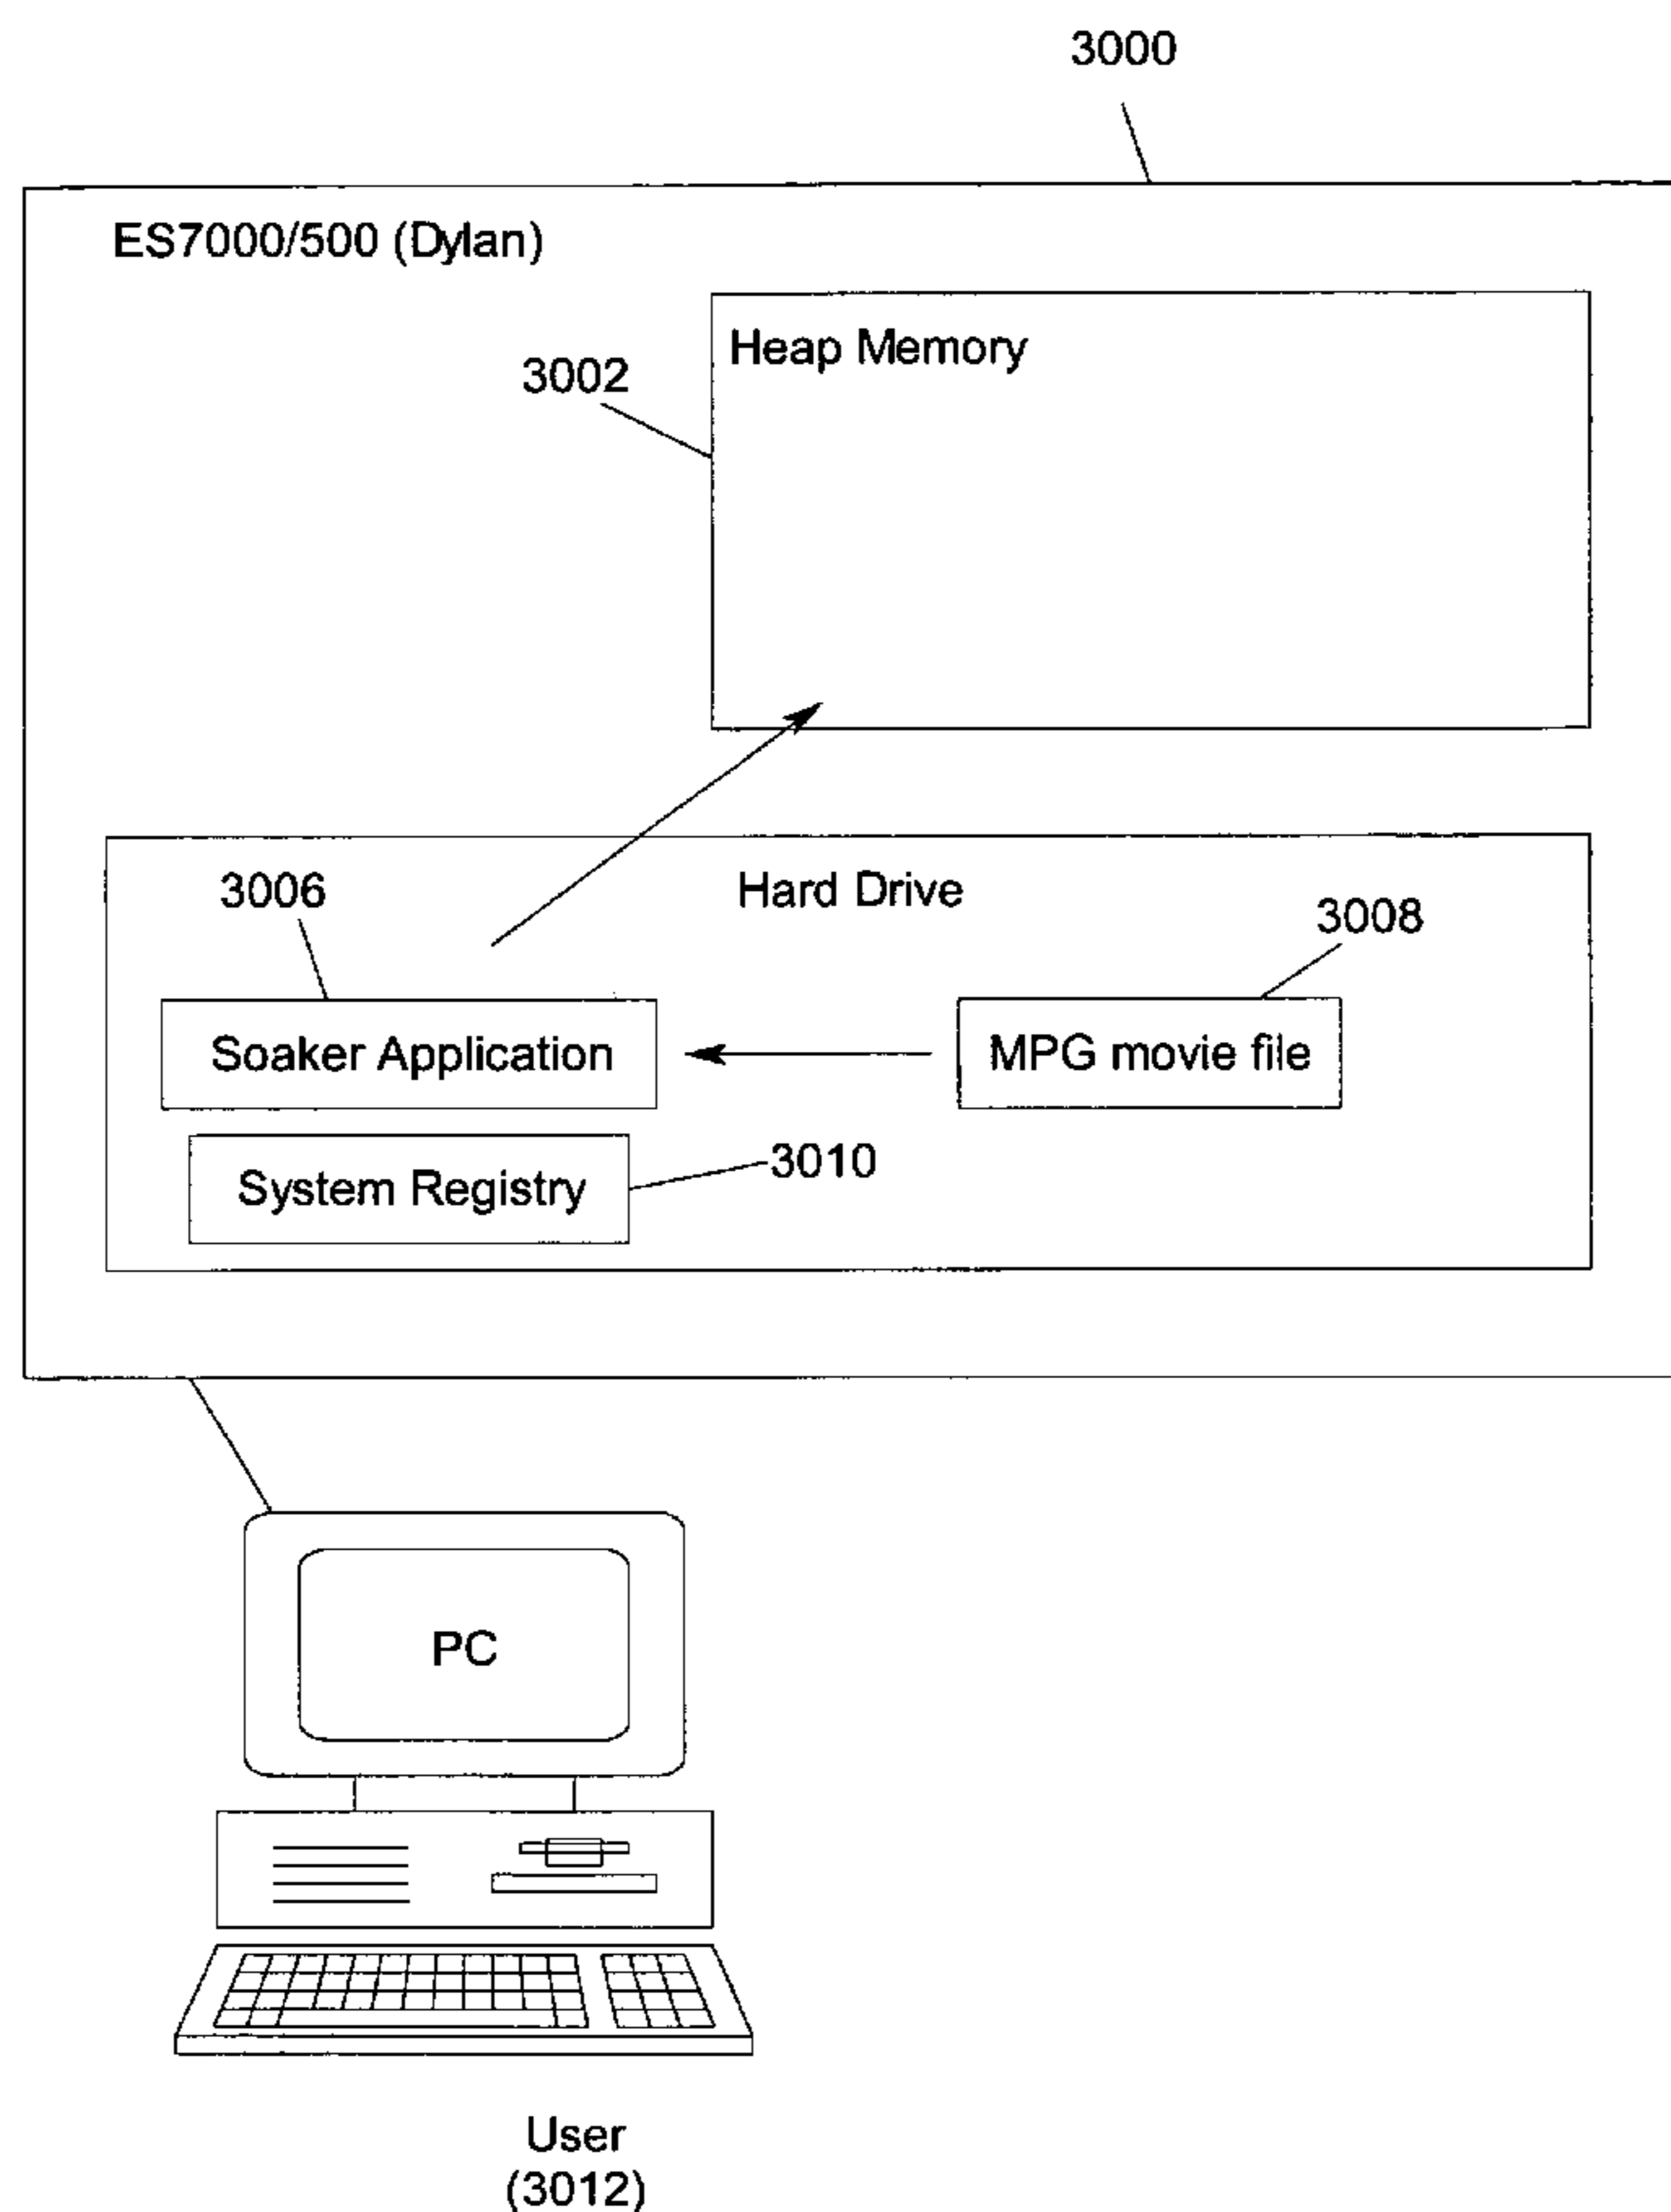 3000
ES7000/500 (Dylan)
Heap Memory
3002
Hard Drive
3006
3008
Soaker Application
MPG movie file
System Registry
3010
PC
User
(3012)